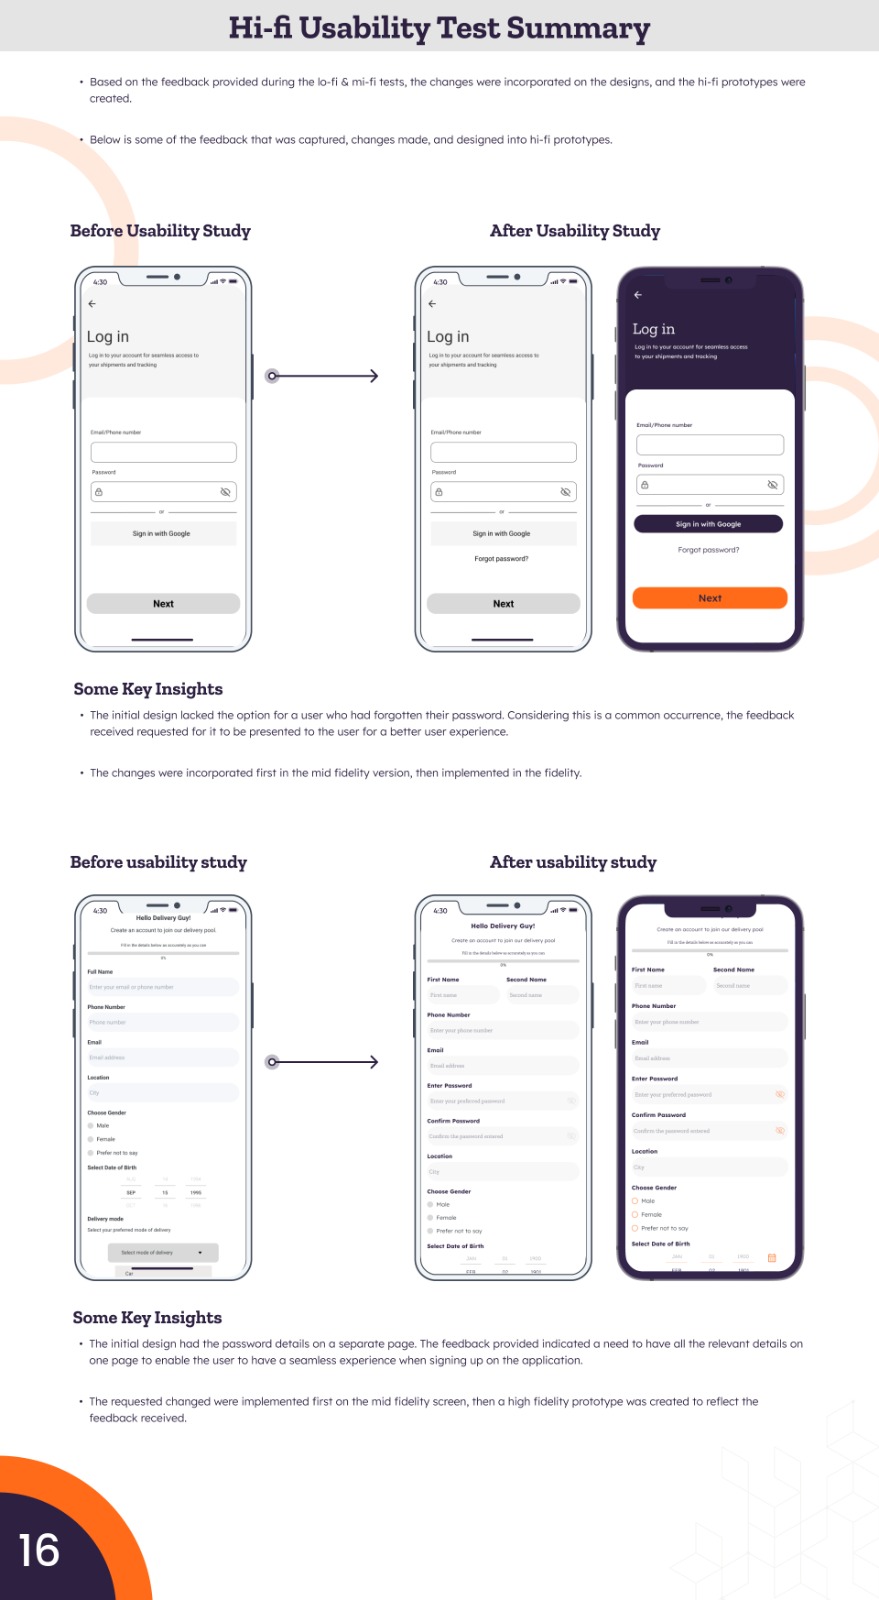 Hi-fi Usability Test Summary
• Based on the feedback provided during the lo-fi & mi-fi tests, the changes were incorporated on the designs, and the hi-fi prototypes were
created.
• Below is some of the feedback that was captured, changes made, and designed into hi-fi prototypes.
Before Usability Study
After Usability Study
4:30
Log in
Log in to your account for seamless access to
your shipments and tracking
Email/Phone number
Password
or
Sign in with Google
Next
4:30
Log in
Log in to your account for seamless access to
your shipments and tracking
Email/Phone number
Password
or
Sign in with Google
Forgot password?
Next
Log in
Log in to your account for seamless access
to your shipments and tracking
Email/Phone number
Password
or
Sign in with Google
Forgot password?
Next
Some Key Insights
• The initial design lacked the option for a user who had forgotten their password. Considering this is a common occurrence, the feedback
received requested for it to be presented to the user for a better user experience.
• The changes were incorporated first in the mid fidelity version, then implemented in the fidelity.
Before usability study
After usability study
4:30
Hello Delivery Guy!
Create an account to join our delivery pool
Fill in the details below as accurately as you can
0%
Full Name
Enter your email or phone number
Phone Number
Phone number
Email
Email address
Location
City
Choose Gender
Male
Female
Prefer not to say
Select Date of Birth
SEP 15 1995
Delivery mode
Select your preferred mode of delivery
Select mode of delivery
Car
4:30
Hello Delivery Guy!
Create an account to join our delivery pool
Fill in the details below as accurately as you can
0%
First Name Second Name
First name Second name
Phone Number
Enter your phone number
Email
Email address
Enter Password
Enter your preferred password
Confirm Password
Confirm the password entered
Location
City
Choose Gender
Male
Female
Prefer not to say
Select Date of Birth
JAN 01 1900
Create an account to join our delivery pool
Fill in the details below as accurately as you can
0%
First Name Second Name
First name Second name
Phone Number
Enter your phone number
Email
Email address
Enter Password
Enter your preferred password
Confirm Password
Confirm the password entered
Location
City
Choose Gender
Male
Female
Prefer not to say
Select Date of Birth
JAN 01 1900
Some Key Insights
• The initial design had the password details on a separate page. The feedback provided indicated a need to have all the relevant details on
one page to enable the user to have a seamless experience when signing up on the application.
• The requested changed were implemented first on the mid fidelity screen, then a high fidelity prototype was created to reflect the
feedback received.
16